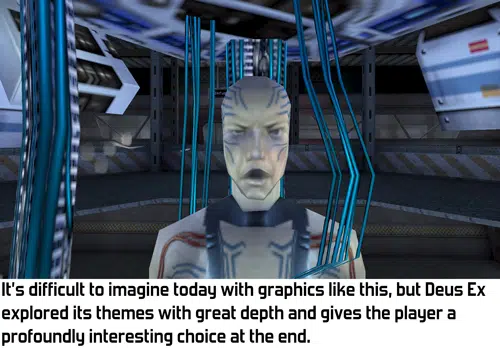 It's difficult to imagine today with graphics like this, but Deus Ex
explored its themes with great depth and gives the player a
profoundly interesting choice at the end.